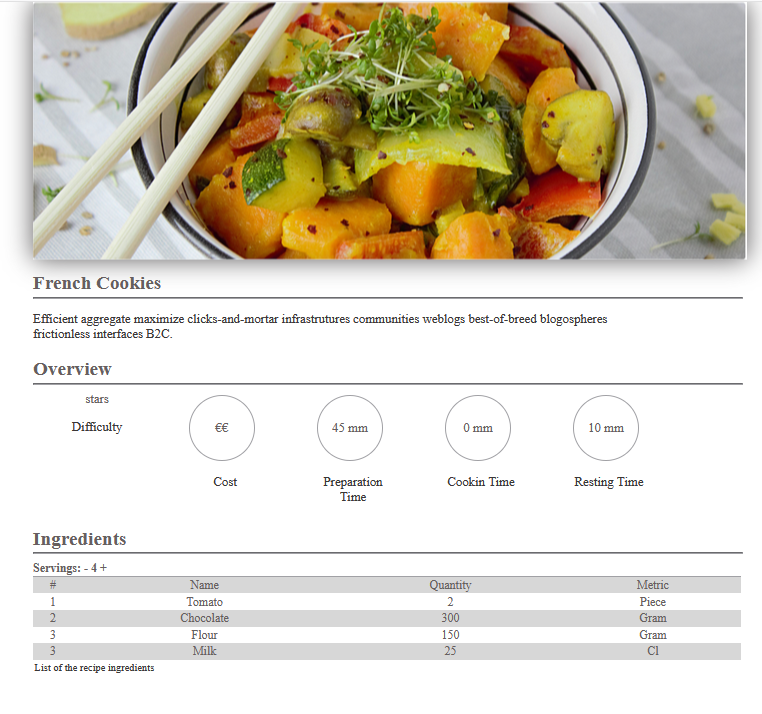 French Cookies
Efficient aggregate maximize clicks-and-mortar infrastrutures communities weblogs best-of-breed blogospheres
frictionless interfaces B2C.
Overview
stars
Difficulty
€€
45 mm
0 mm
10 mm
Cost
Preparation
Time
Cookin Time
Resting Time
Ingredients
Servings: - 4 +
# Name Quantity Metric
1 Tomato 2 Piece
2 Chocolate 300 Gram
3 Flour 150 Gram
3 Milk 25 Cl
List of the recipe ingredients